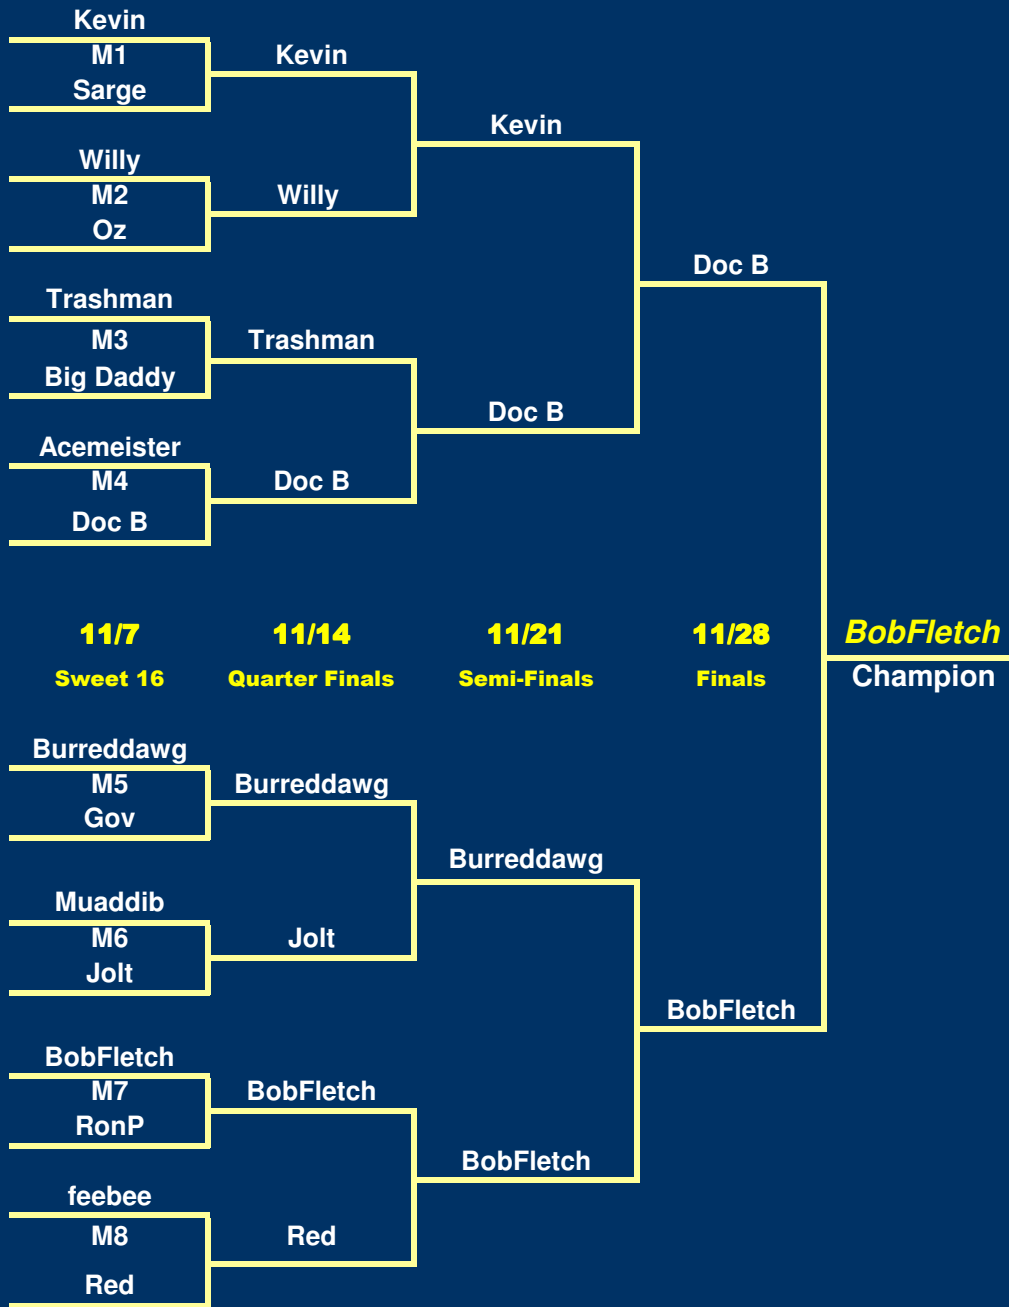 Kevin
M1
Sarge
Kevin
Willy
M2
Oz
Willy
Kevin
Trashman
M3
Big Daddy
Trashman
Acemeister
M4
Doc B
Doc B
Doc B
Doc B
11/7
Sweet 16
11/14
Quarter Finals
11/21
Semi-Finals
11/28
Finals
BobFletch
Champion
Burreddawg
M5
Gov
Burreddawg
Muaddib
M6
Jolt
Jolt
Burreddawg
BobFletch
M7
RonP
BobFletch
feebee
M8
Red
Red
BobFletch
BobFletch